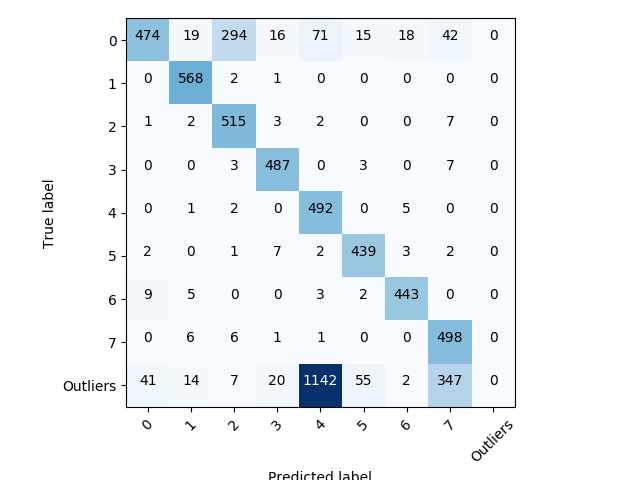 0 474 19 294 16 71 15 18 42 0
1 0 568 2 1 0 0 0 0 0
2 1 2 515 3 2 0 0 7 0
3 0 0 3 487 0 3 0 7 0
4 0 1 2 0 492 0 5 0 0
5 2 0 1 7 2 439 3 2 0
6 9 5 0 0 3 2 443 0 0
7 0 6 6 1 1 0 0 498 0
Outliers 41 14 7 20 1142 55 2 347 0
0 1 2 3 4 5 6 7 Outliers
True label
Predicted label